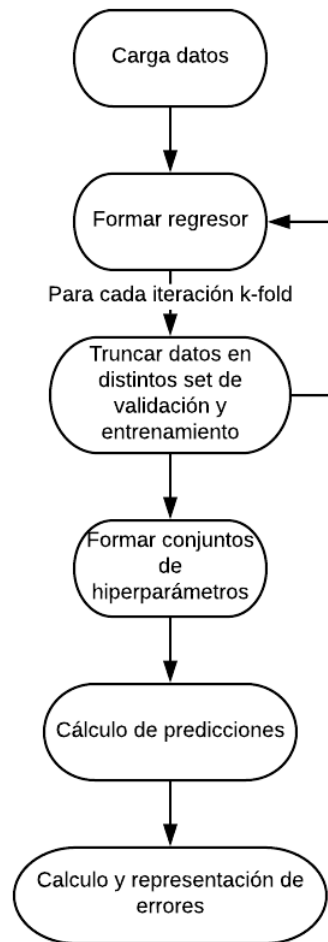 Carga datos
Formar regresor
Para cada iteración k-fold
Truncar datos en
distintos set de
validación y
entrenamiento
Formar conjuntos
de
hiperparámetros
Cálculo de predicciones
Calculo y representación de
errores